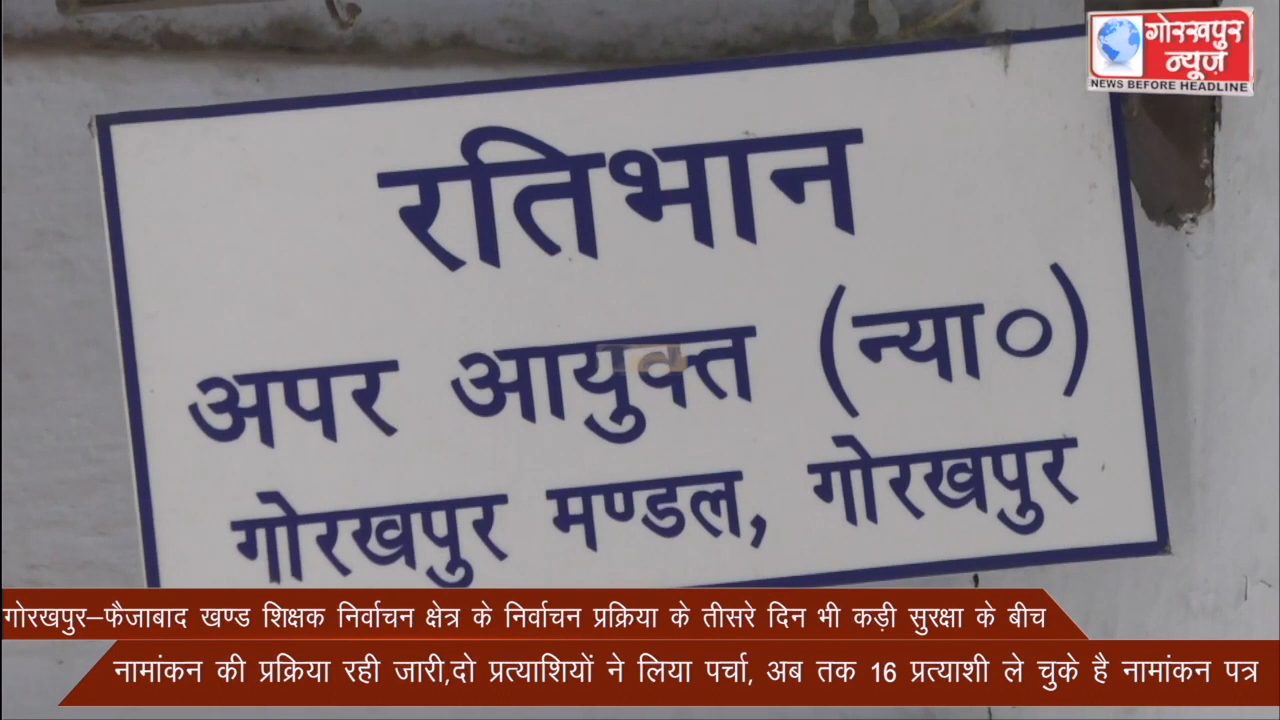 गोरखपुर
न्यूज़
NEWS BEFORE HEADLINE
रतिभान
अपर आयुक्त (न्या०)
गोरखपुर मण्डल, गोरखपुर
गोरखपुर–फैजाबाद खण्ड शिक्षक निर्वाचन क्षेत्र के निर्वाचन प्रक्रिया के तीसरे दिन भी कड़ी सुरक्षा के बीच
नामांकन की प्रक्रिया रही जारी,दो प्रत्याशियों ने लिया पर्चा, अब तक 16 प्रत्याशी ले चुके है नामांकन पत्र